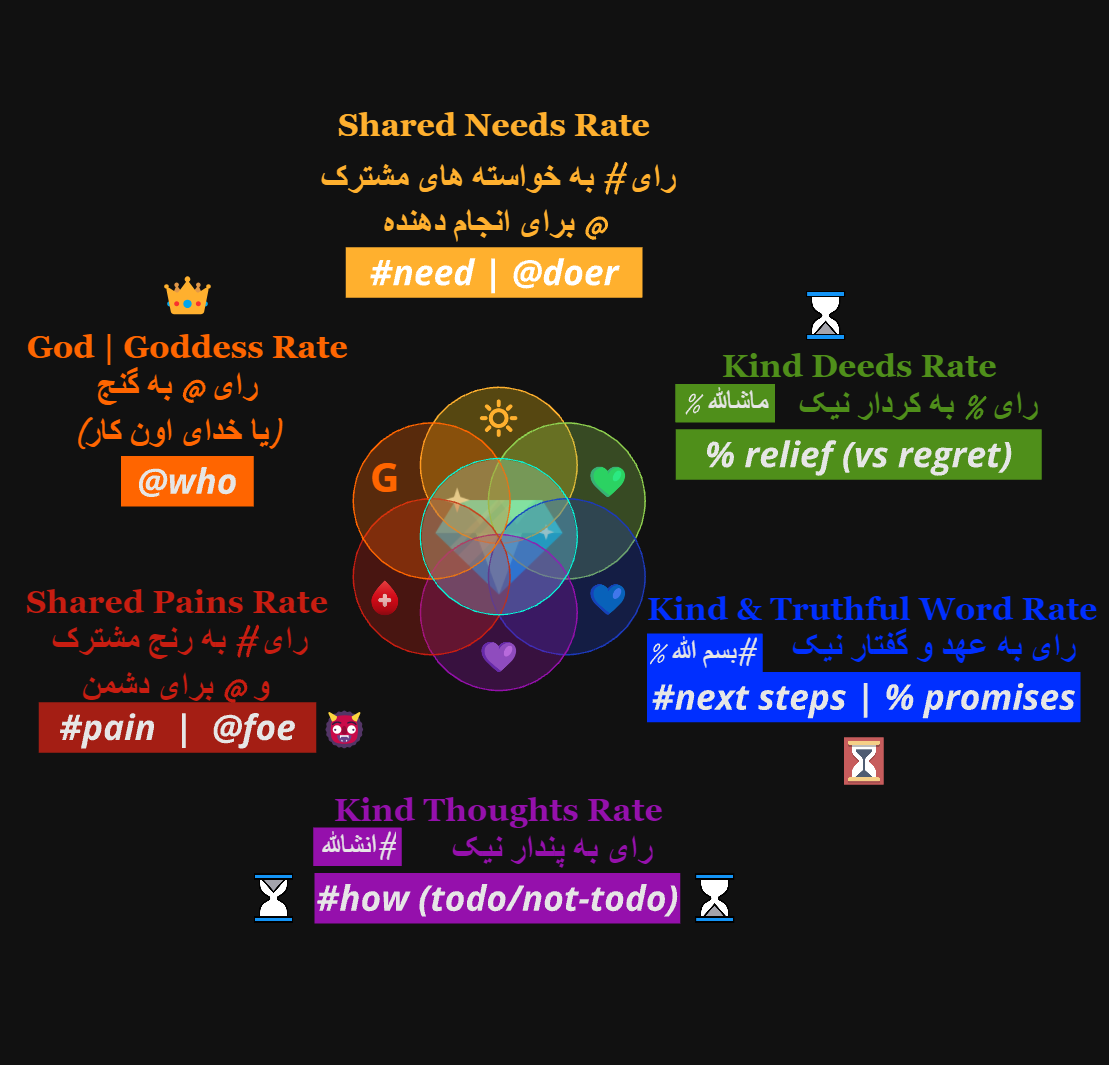 Shared Needs Rate
رای# به خواسته های مشترک
@ برای انجام دهنده
#need | @doer
God | Goddess Rate
رای @ به گنج
(یا خدای اون کار)
@who
Kind Deeds Rate
رای % به کردار نیک
ماشالله %
% relief (vs regret)
G
Shared Pains Rate
رای# به رنج مشترک
و @ برای دشمن
#pain | @foe
Kind & Truthful Word Rate
رای به عهد و گفتار نیک
#بسم الله %
#next steps | % promises
Kind Thoughts Rate
رای به پندار نیک
#انشالله
#how (todo/not-todo)